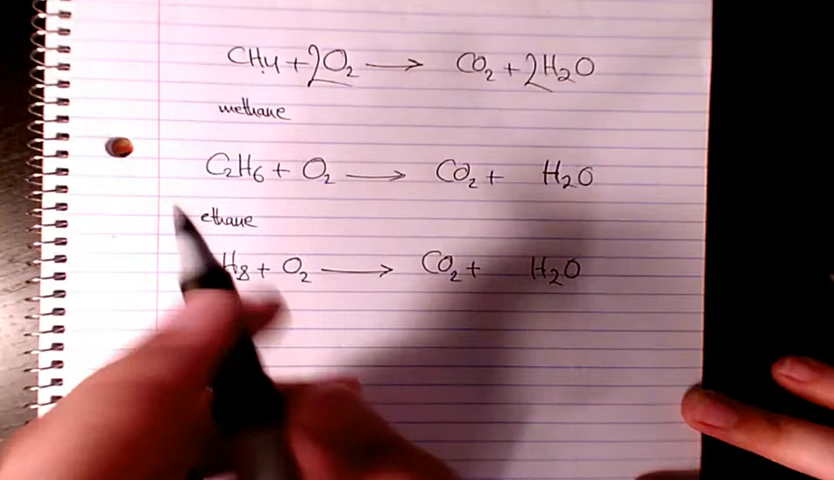 CH4 + 2O2 → CO2 + 2H2O
methane
C2H6 + O2 → CO2 + H2O
ethane
H8 + O2 → CO2 + H2O